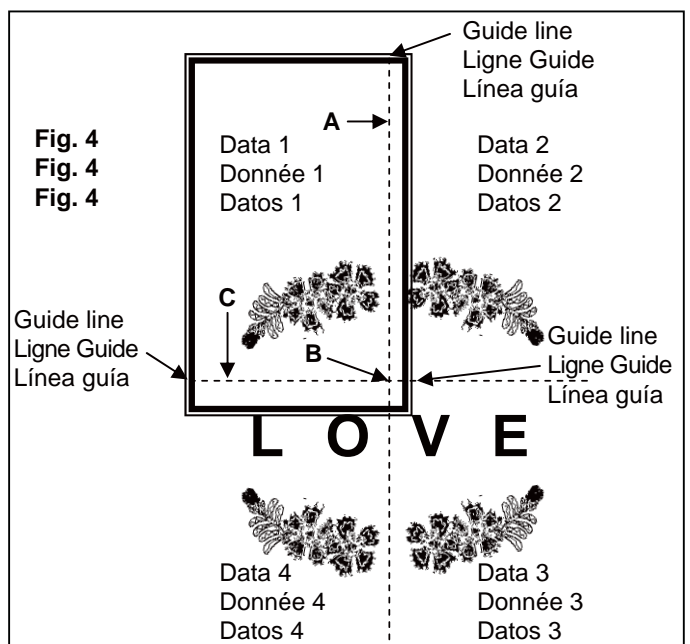 Guide line
Ligne Guide
Línea guía
A
Fig. 4
Fig. 4
Fig. 4
Data 1
Donnée 1
Datos 1
Data 2
Donnée 2
Datos 2
C
Guide line
Ligne Guide
Línea guía
B
Guide line
Ligne Guide
Línea guía
L O V E
Data 4
Donnée 4
Datos 4
Data 3
Donnée 3
Datos 3